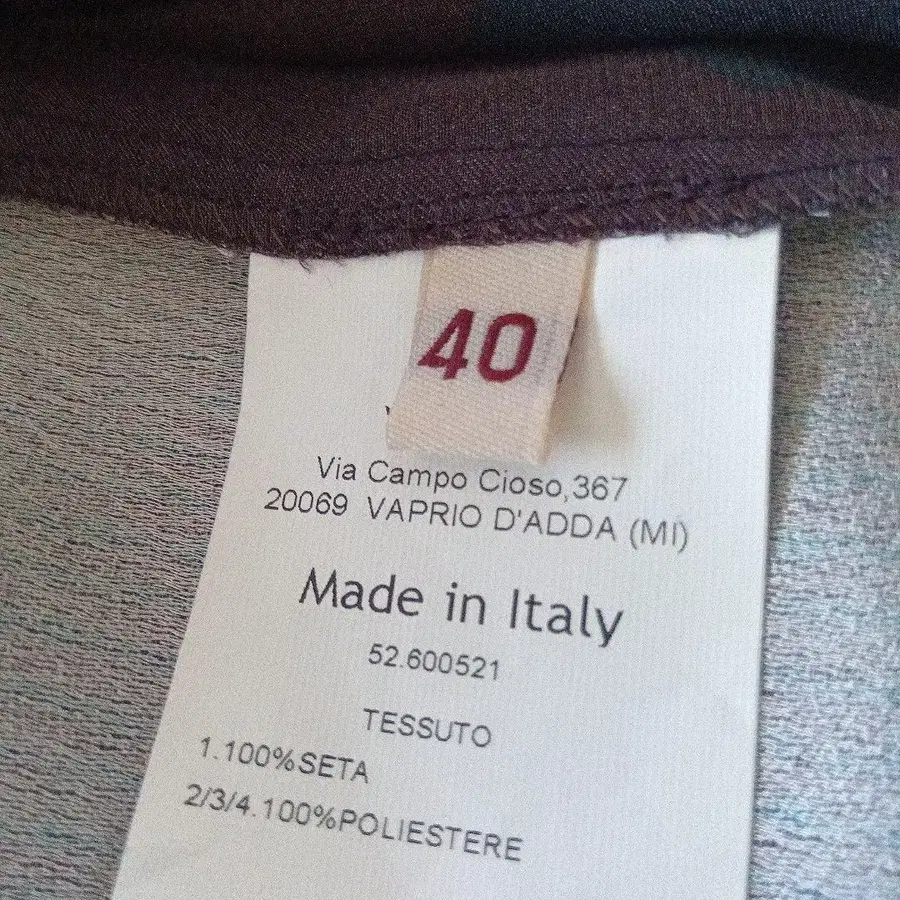 40
Via Campo Cioso,367
20069 VAPRIO D'ADDA (MI)
Made in Italy
52.600521
TESSUTO
1.100%SETA
2/3/4.100%POLIESTERE